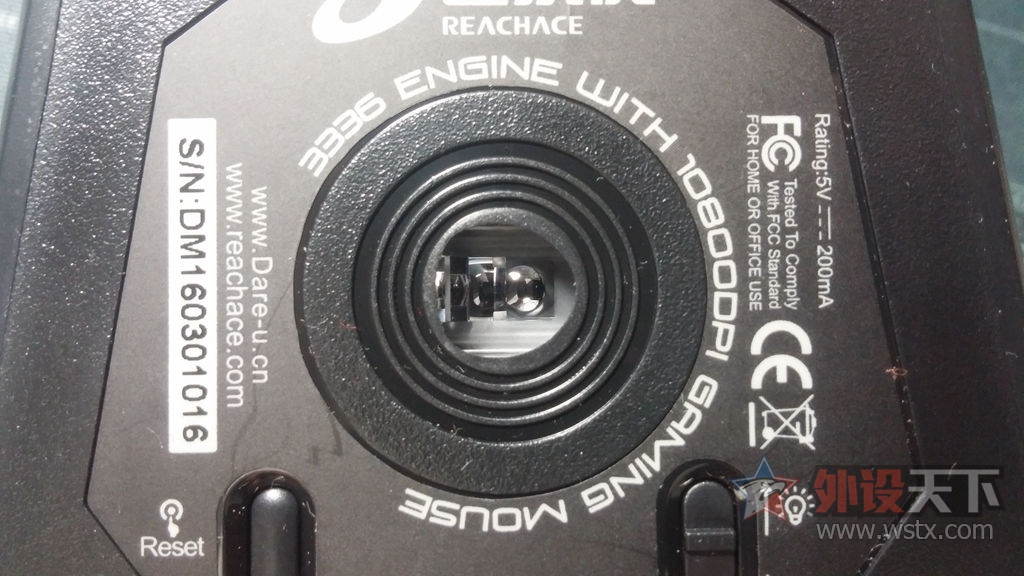 REACHACE
3336 ENGINE WITH 10800DPI GAMING MOUSE
Rating:5V 200mA
FC Tested To Comply
With FCC Standard
FOR HOME OR OFFICE USE
CE
www.Dare-u.cn
www.reachace.com
S/N:DM160301016
Reset
外设天下
www.wstx.com